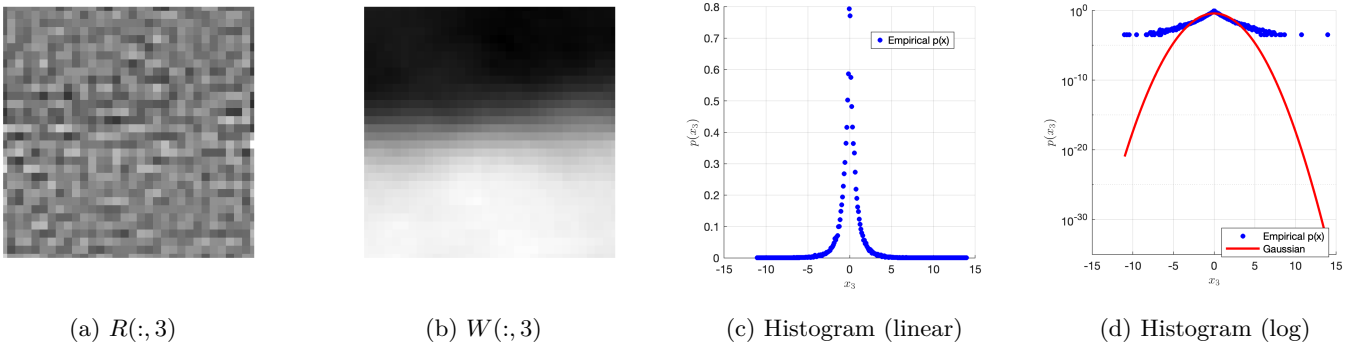 0.8
0.7
0.6
0.5
0.4
0.3
0.2
0.1
0
p(x₃)
Empirical p(x)
-15 -10 -5 0 5 10 15
x₃
10⁰
10⁻¹⁰
10⁻²⁰
10⁻³⁰
p(x₃)
Empirical p(x)
Gaussian
-15 -10 -5 0 5 10 15
x₃
(a) R(:, 3)
(b) W(:, 3)
(c) Histogram (linear)
(d) Histogram (log)